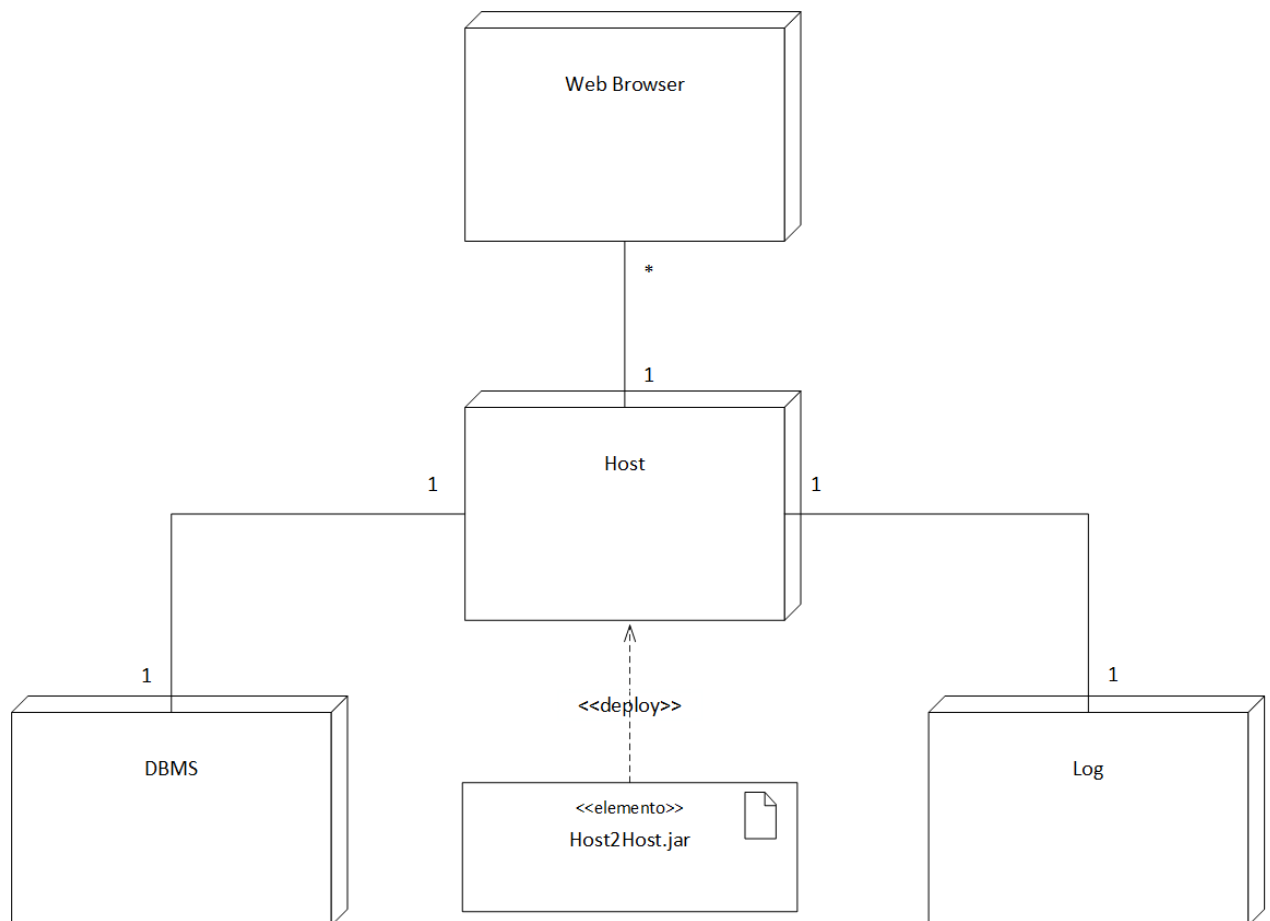 Web Browser
*
1
Host
1
1
1
1
<<deploy>>
DBMS
<<elemento>>
Host2Host.jar
Log